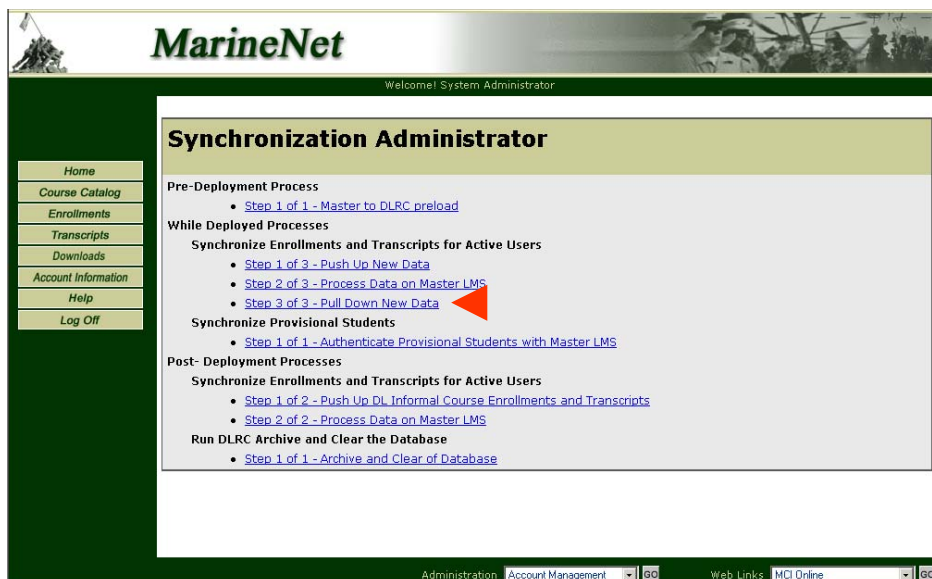 MarineNet
Welcome! System Administrator
Synchronization Administrator
Home
Course Catalog
Enrollments
Transcripts
Downloads
Account Information
Help
Log Off
Pre-Deployment Process
Step 1 of 1 - Master to DLRC preload
While Deployed Processes
Synchronize Enrollments and Transcripts for Active Users
Step 1 of 3 - Push Up New Data
Step 2 of 3 - Process Data on Master LMS
Step 3 of 3 - Pull Down New Data
Synchronize Provisional Students
Step 1 of 1 - Authenticate Provisional Students with Master LMS
Post- Deployment Processes
Synchronize Enrollments and Transcripts for Active Users
Step 1 of 2 - Push Up DL Informal Course Enrollments and Transcripts
Step 2 of 2 - Process Data on Master LMS
Run DLRC Archive and Clear the Database
Step 1 of 1 - Archive and Clear of Database
Administration Account Management GO Web Links MCI Online GO